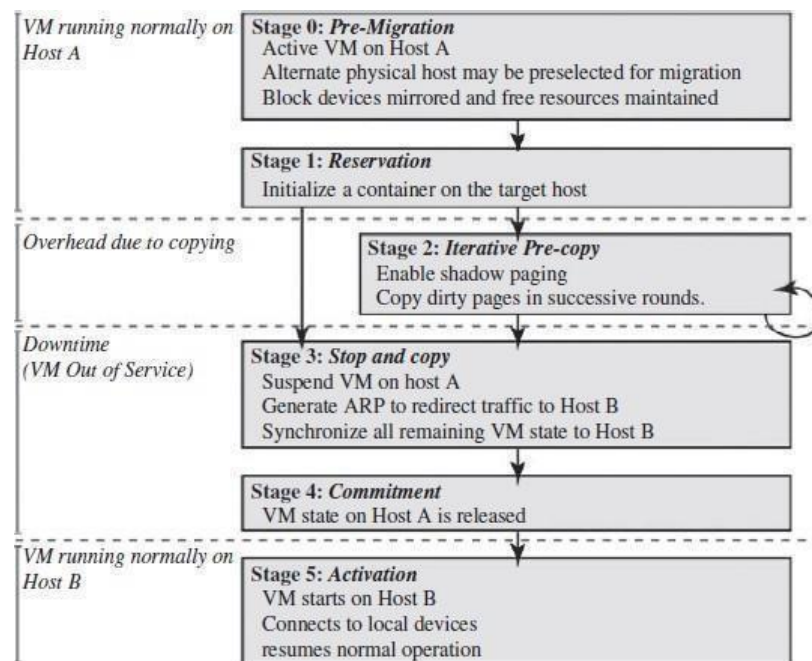 VM running normally on
Host A
Stage 0: Pre-Migration
Active VM on Host A
Alternate physical host may be preselected for migration
Block devices mirrored and free resources maintained
Stage 1: Reservation
Initialize a container on the target host
Overhead due to copying
Stage 2: Iterative Pre-copy
Enable shadow paging
Copy dirty pages in successive rounds.
Downtime
(VM Out of Service)
Stage 3: Stop and copy
Suspend VM on host A
Generate ARP to redirect traffic to Host B
Synchronize all remaining VM state to Host B
Stage 4: Commitment
VM state on Host A is released
VM running normally on
Host B
Stage 5: Activation
VM starts on Host B
Connects to local devices
resumes normal operation